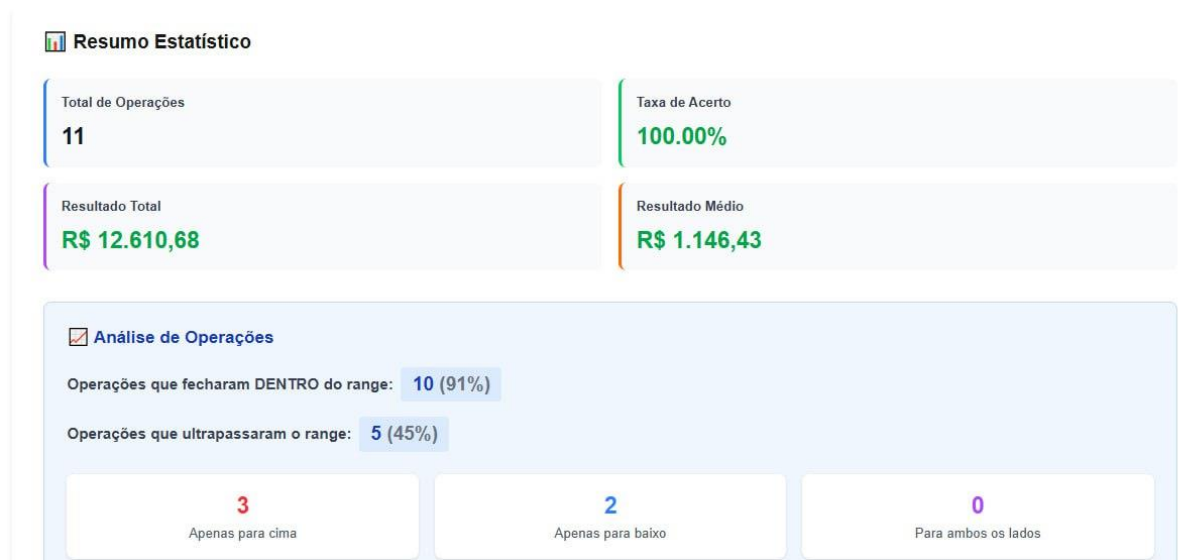 Resumo Estatístico
Total de Operações
11
Taxa de Acerto
100.00%
Resultado Total
R$ 12.610,68
Resultado Médio
R$ 1.146,43
Análise de Operações
Operações que fecharam DENTRO do range: 10 (91%)
Operações que ultrapassaram o range: 5 (45%)
3
Apenas para cima
2
Apenas para baixo
0
Para ambos os lados